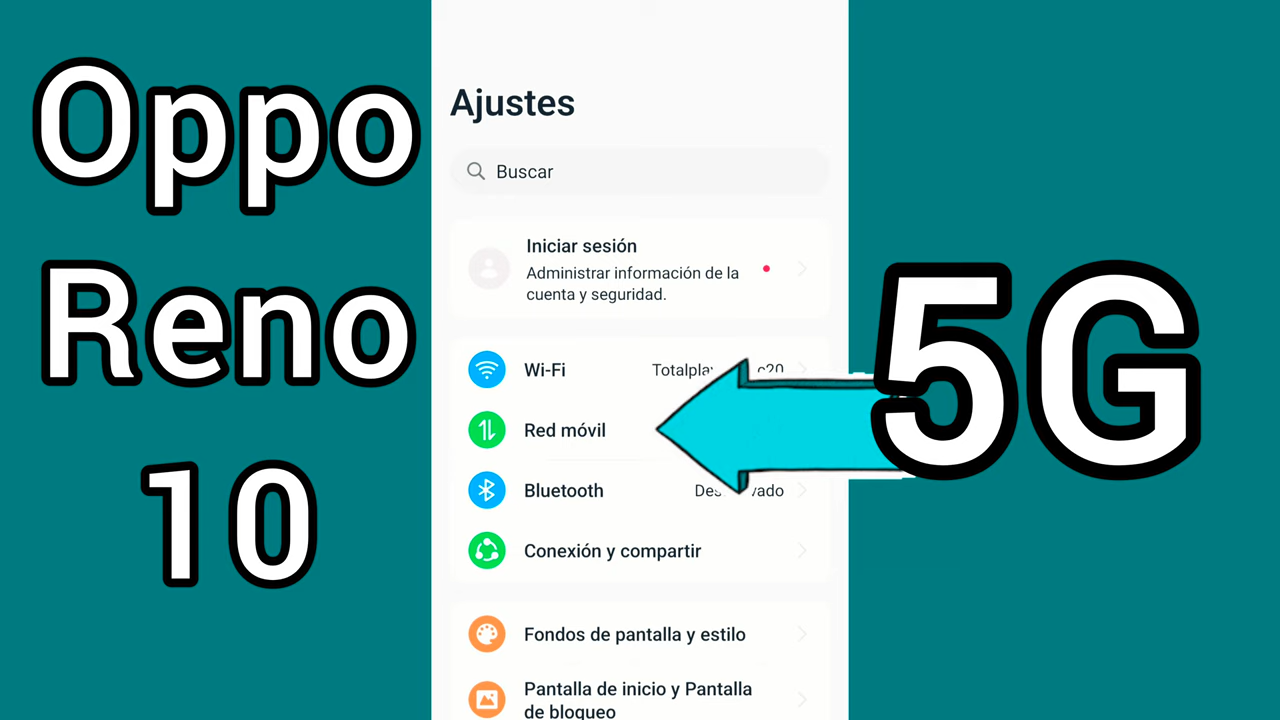 Oppo
Reno
10
Ajustes
Buscar
Iniciar sesión
Administrar información de la
cuenta y seguridad.
Wi-Fi
Red móvil
Bluetooth
Conexión y compartir
Fondos de pantalla y estilo
Pantalla de inicio y Pantalla
de bloqueo
5G